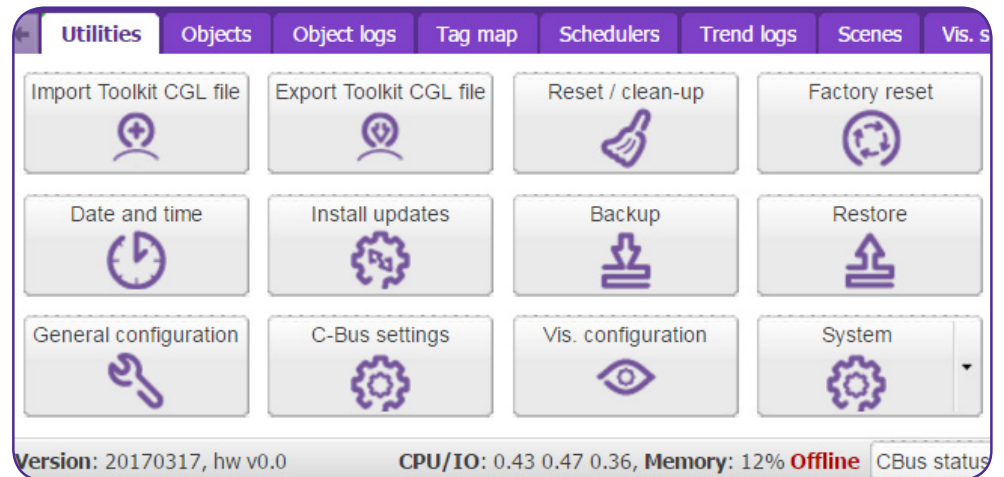 Utilities Objects Object logs Tag map Schedulers Trend logs Scenes Vis. s
Import Toolkit CGL file Export Toolkit CGL file Reset / clean-up Factory reset
Date and time Install updates Backup Restore
General configuration C-Bus settings Vis. configuration System
Version: 20170317, hw v0.0 CPU/IO: 0.43 0.47 0.36, Memory: 12% Offline CBus status